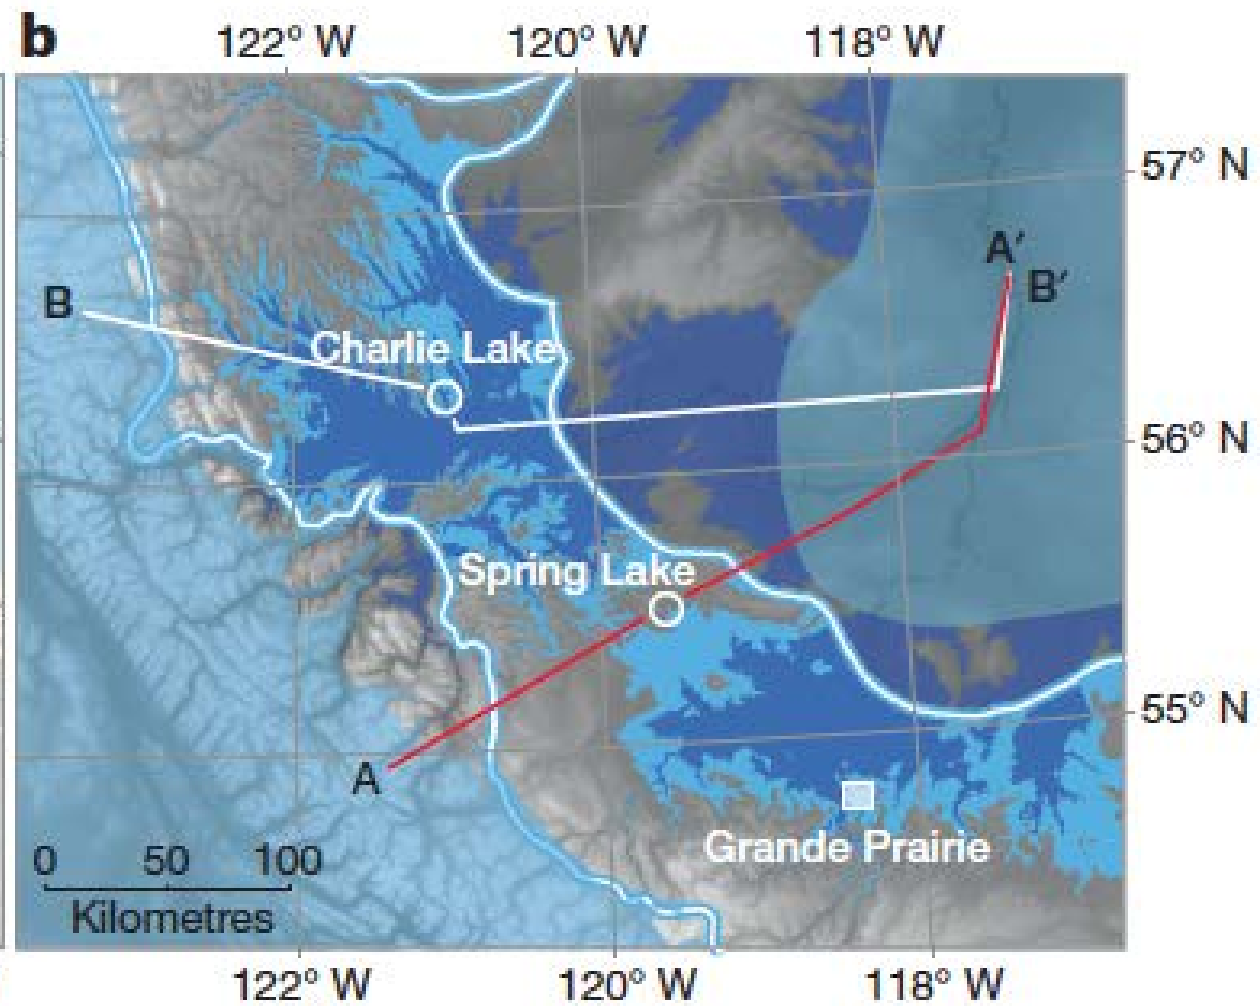 b
122° W 120° W 118° W
57° N
A′
B′
B
Charlie Lake
56° N
Spring Lake
55° N
A
Grande Prairie
0 50 100
Kilometres
122° W 120° W 118° W